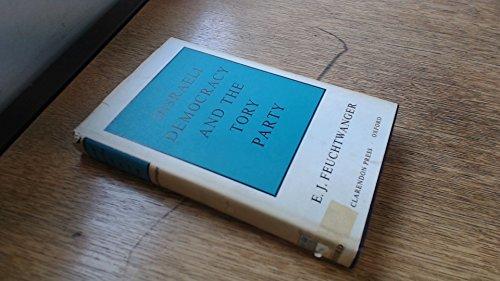 DISRAELI
DEMOCRACY
AND THE
TORY
PARTY
E. J. FEUCHTWANGER
CLARENDON PRESS OXFORD